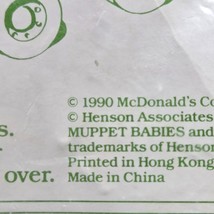 © 1990 McDonald's Co
© Henson Associates
s. MUPPET BABIES and
trademarks of Henson
Printed in Hong Kong
over. Made in China